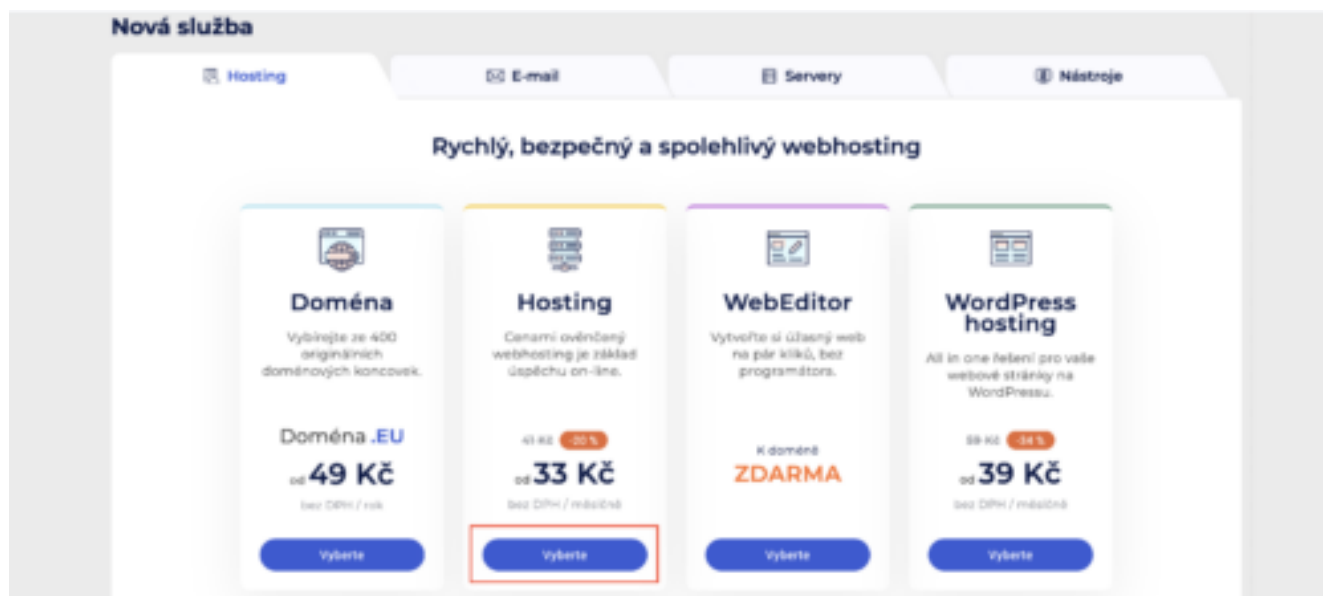 Nová služba
Hosting
E-mail
Servery
Nástroje
Rychlý, bezpečný a spolehlivý webhosting
Doména
Vybírejte ze 400
originálních
doménových koncovek.
Doména .EU
od 49 Kč
bez DPH / rok
Vyberte
Hosting
Cenami ověnčený
webhosting je základ
úspěchu on-line.
41 Kč -20 %
od 33 Kč
bez DPH / měsíčně
Vyberte
WebEditor
Vytvořte si úžasný web
na pár kliků, bez
programátora.
K doméně
ZDARMA
Vyberte
WordPress
hosting
All in one řešení pro vaše
webové stránky na
WordPressu.
59 Kč -34 %
od 39 Kč
bez DPH / měsíčně
Vyberte